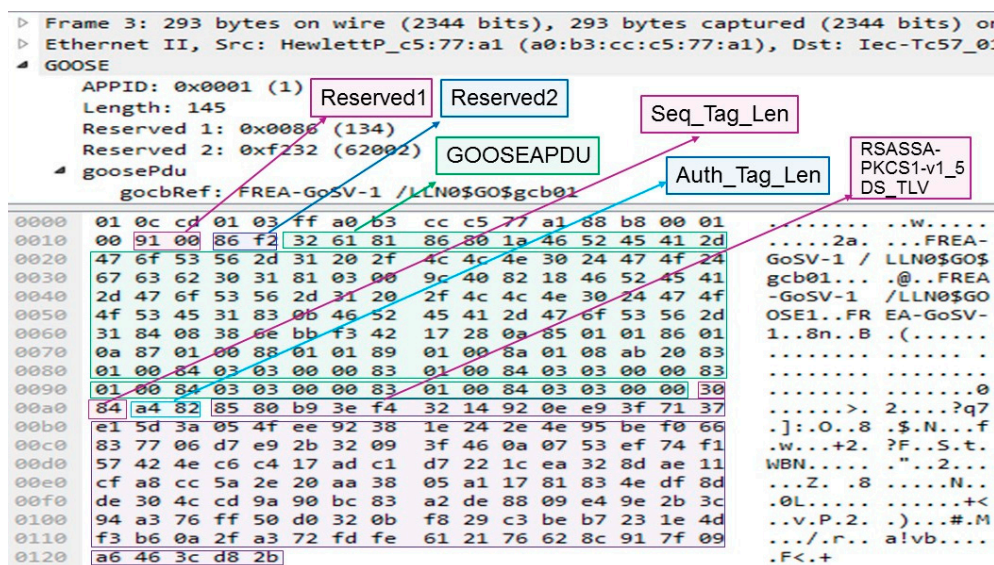 Frame 3: 293 bytes on wire (2344 bits), 293 bytes captured (2344 bits) o
Ethernet II, Src: HewlettP_c5:77:a1 (a0:b3:cc:c5:77:a1), Dst: Iec-Tc57_01
GOOSE
APPID: 0x0001 (1)
Length: 145
Reserved 1: 0x0086 (134)
Reserved 2: 0xf232 (62002)
goosePdu
gocbRef: FREA-GoSV-1 /LLN0$GO$gcb01
Reserved1
Reserved2
GOOSEAPDU
Seq_Tag_Len
Auth_Tag_Len
RSASSA-
PKCS1-v1_5
DS_TLV
0000 01 0c cd 01 03 ff a0 b3 cc c5 77 a1 88 b8 00 01 ........ ..w.....
0010 00 91 00 86 f2 32 61 81 86 80 1a 46 52 45 41 2d .....2a. ...FREA-
0020 47 6f 53 56 2d 31 20 2f 4c 4c 4e 30 24 47 4f 24 GoSV-1 / LLN0$GO$
0030 67 63 62 30 31 81 03 00 9c 40 82 18 46 52 45 41 gcb01... .@..FREA
0040 2d 47 6f 53 56 2d 31 20 2f 4c 4c 4e 30 24 47 4f -GoSV-1 /LLN0$GO
0050 4f 53 45 31 83 0b 46 52 45 41 2d 47 6f 53 56 2d OSE1..FR EA-GoSV-
0060 31 84 08 38 6e bb f3 42 17 28 0a 85 01 01 86 01 1..8n..B .(......
0070 0a 87 01 00 88 01 01 89 01 00 8a 01 08 ab 20 83 ........ ...... .
0080 01 00 84 03 03 00 00 83 01 00 84 03 03 00 00 83 ........ ........
0090 01 00 84 03 03 00 00 83 01 00 84 03 03 00 00 30 ........ .......0
00a0 84 a4 82 85 80 b9 3e f4 32 14 92 0e e9 3f 71 37 ......>. 2....?q7
00b0 e1 5d 3a 05 4f ee 92 38 1e 24 2e 4e 95 be f0 66 .]:.O..8 .$.N...f
00c0 83 77 06 d7 e9 2b 32 09 3f 46 0a 07 53 ef 74 f1 .w...+2. ?F..S.t.
00d0 57 42 4e c6 c4 17 ad c1 d7 22 1c ea 32 8d ae 11 WBN..... ."..2...
00e0 cf a8 cc 5a 2e 20 aa 38 05 a1 17 81 83 4e df 8d ...Z. .8 .....N..
00f0 de 30 4c cd 9a 90 bc 83 a2 de 88 09 e4 9e 2b 3c .0L..... ......+<
0100 94 a3 76 ff 50 d0 32 0b f8 29 c3 be b7 23 1e 4d ..v.P.2. .)...#.M
0110 f3 b6 0a 2f a3 72 fd fe 61 21 76 62 8c 91 7f 09 .../.r.. a!vb....
0120 a6 46 3c d8 2b .F<.+